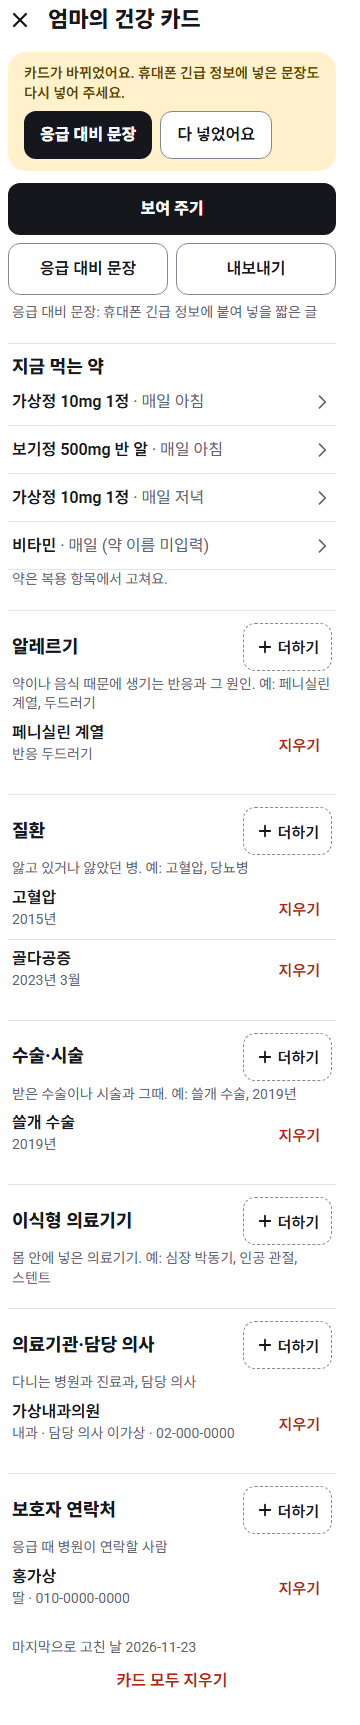 엄마의 건강 카드
카드가 바뀌었어요. 휴대폰 긴급 정보에 넣은 문장도
다시 넣어 주세요.
응급 대비 문장
다 넣었어요
보여 주기
응급 대비 문장
내보내기
응급 대비 문장: 휴대폰 긴급 정보에 붙여 넣을 짧은 글
지금 먹는 약
가상정 10mg 1정 · 매일 아침
보기정 500mg 반 알 · 매일 아침
가상정 10mg 1정 · 매일 저녁
비타민 · 매일 (약 이름 미입력)
약은 복용 항목에서 고쳐요.
알레르기
더하기
약이나 음식 때문에 생기는 반응과 그 원인. 예: 페니실린
계열, 두드러기
페니실린 계열
반응 두드러기
지우기
질환
더하기
앓고 있거나 앓았던 병. 예: 고혈압, 당뇨병
고혈압
2015년
지우기
골다공증
2023년 3월
지우기
수술·시술
더하기
받은 수술이나 시술과 그때. 예: 쓸개 수술, 2019년
쓸개 수술
2019년
지우기
이식형 의료기기
더하기
몸 안에 넣은 의료기기. 예: 심장 박동기, 인공 관절,
스텐트
의료기관·담당 의사
더하기
다니는 병원과 진료과, 담당 의사
가상내과의원
내과 · 담당 의사 이가상 · 02-000-0000
지우기
보호자 연락처
더하기
응급 때 병원이 연락할 사람
홍가상
딸 · 010-0000-0000
지우기
마지막으로 고친 날 2026-11-23
카드 모두 지우기